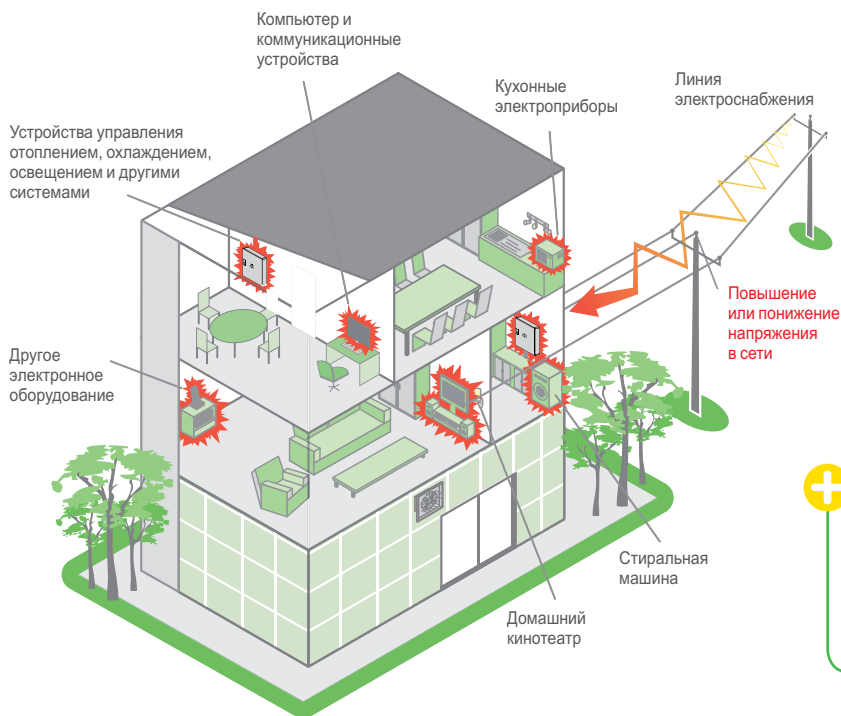 Компьютер и
коммуникационные
устройства
Кухонные
электроприборы
Линия
электроснабжения
Устройства управления
отоплением, охлаждением,
освещением и другими
системами
Повышение
или понижение
напряжения
в сети
Другое
электронное
оборудование
Стиральная
машина
Домашний
кинотеатр